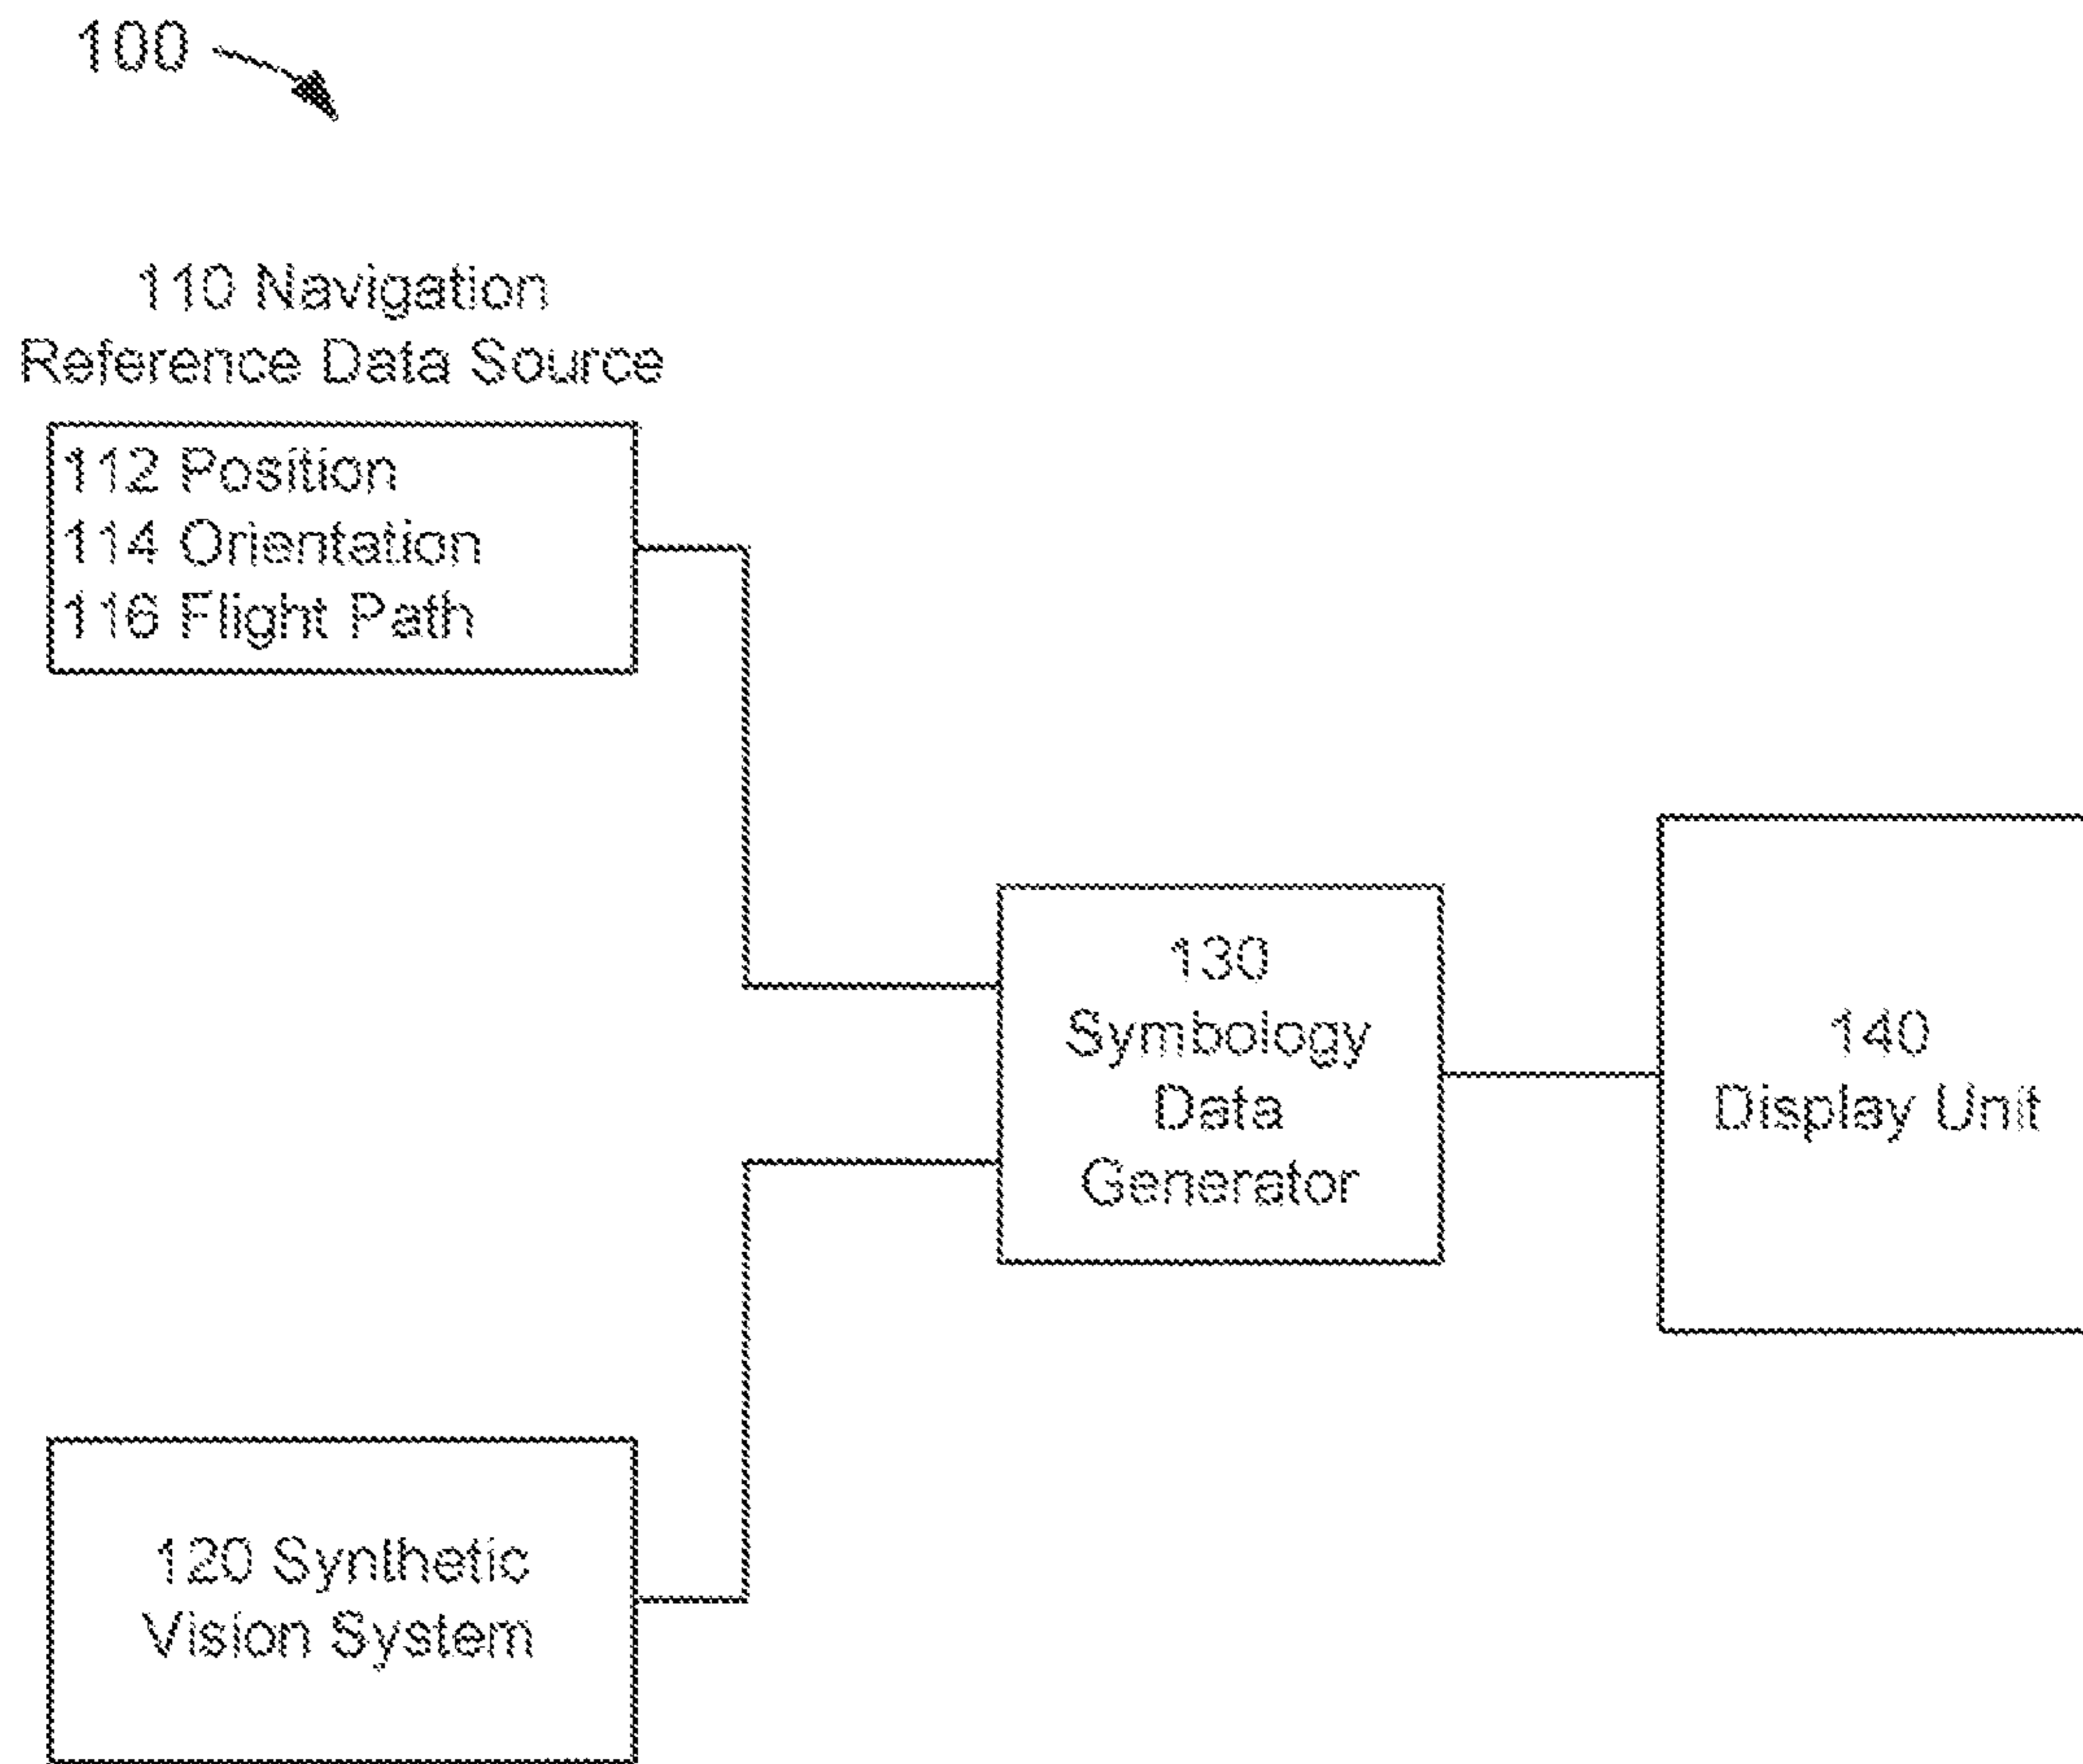 100
110 Navigation
Reference Data Source
112 Position
114 Orientation
116 Flight Path
130
Symbology
Data
Generator
140
Display Unit
120 Synthetic
Vision System